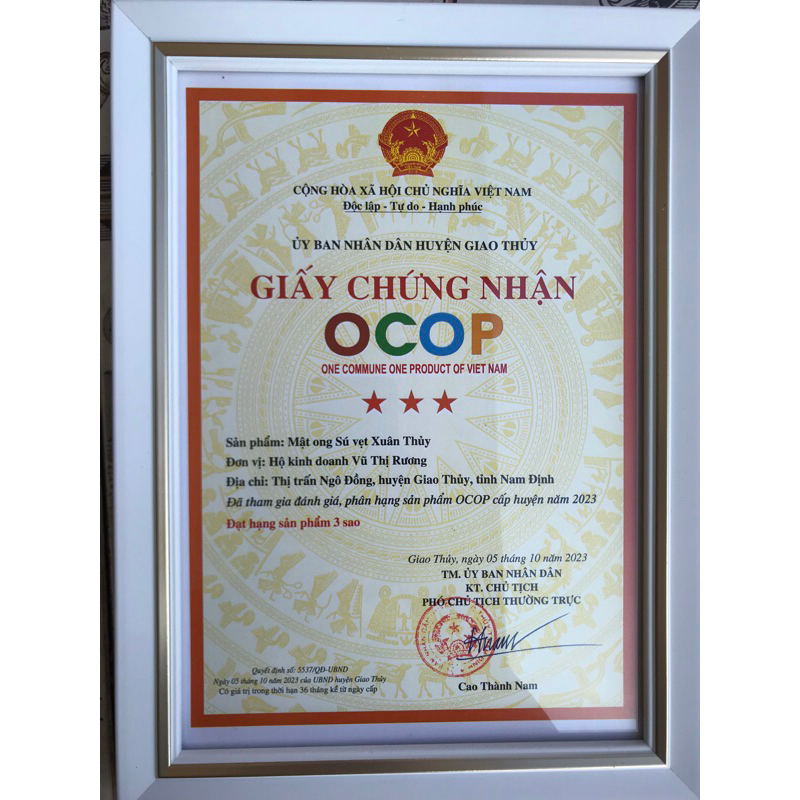 CỘNG HÒA XÃ HỘI CHỦ NGHĨA VIỆT NAM
Độc lập - Tự do - Hạnh phúc
ỦY BAN NHÂN DÂN HUYỆN GIAO THỦY
GIẤY CHỨNG NHẬN
OCOP
ONE COMMUNE ONE PRODUCT OF VIET NAM
Sản phẩm: Mật ong Sú vẹt Xuân Thủy
Đơn vị: Hộ kinh doanh Vũ Thị Rương
Địa chỉ: Thị trấn Ngô Đồng, huyện Giao Thủy, tỉnh Nam Định
Đã tham gia đánh giá, phân hạng sản phẩm OCOP cấp huyện năm 2023
Đạt hạng sản phẩm 3 sao
Giao Thủy, ngày 05 tháng 10 năm 2023
TM. ỦY BAN NHÂN DÂN
KT. CHỦ TỊCH
PHÓ CHỦ TỊCH THƯỜNG TRỰC
Quyết định số: 5537/QĐ-UBND
Ngày 05 tháng 10 năm 2023 của UBND huyện Giao Thủy
Có giá trị trong thời hạn 36 tháng kể từ ngày cấp
Cao Thành Nam